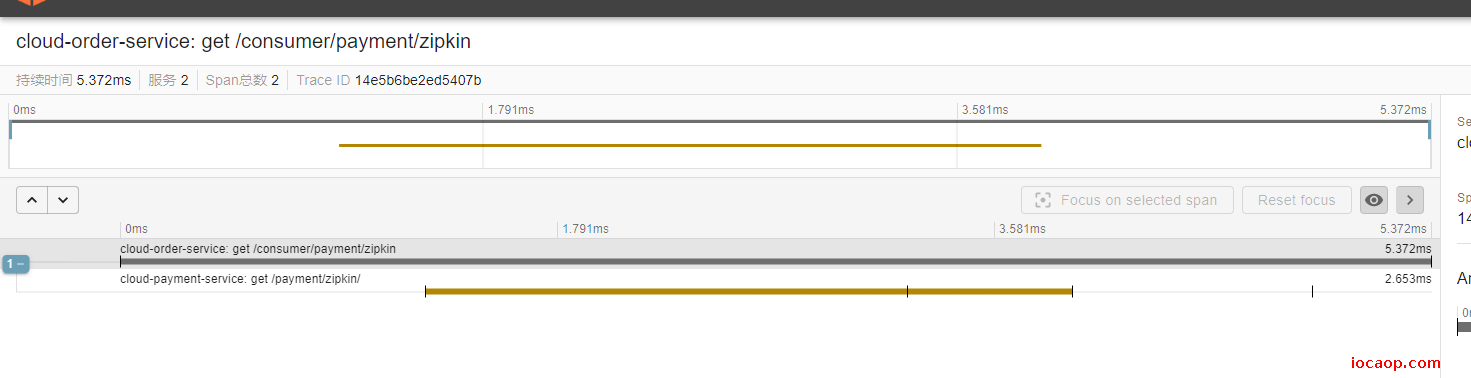 cloud-order-service: get /consumer/payment/zipkin
持续时间 5.372ms 服务 2 Span总数 2 Trace ID 14e5b6be2ed5407b
0ms 1.791ms 3.581ms 5.372ms
Focus on selected span Reset focus
0ms 1.791ms 3.581ms 5.372ms
cloud-order-service: get /consumer/payment/zipkin 5.372ms
1
cloud-payment-service: get /payment/zipkin/ 2.653ms
Se
clo
Sp
14
An
0
iocaop.com